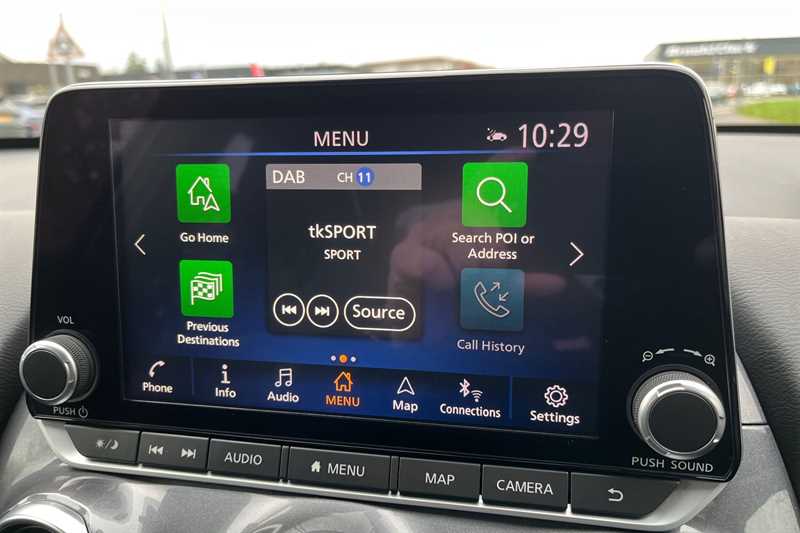 MENU
10:29
DAB CH 11
Go Home
tkSPORT
SPORT
Search POI or
Address
Previous
Destinations
Source
Call History
Phone
Info
Audio
MENU
Map
Connections
Settings
VOL
PUSH
PUSH SOUND
AUDIO
MENU
MAP
CAMERA